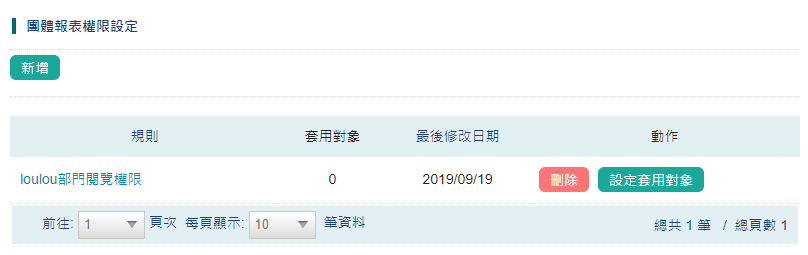 團體報表權限設定
新增
規則 套用對象 最後修改日期 動作
loulou部門閱覽權限 0 2019/09/19 刪除 設定套用對象
前往: 1 頁次 每頁顯示: 10 筆資料 總共 1 筆 / 總頁數 1